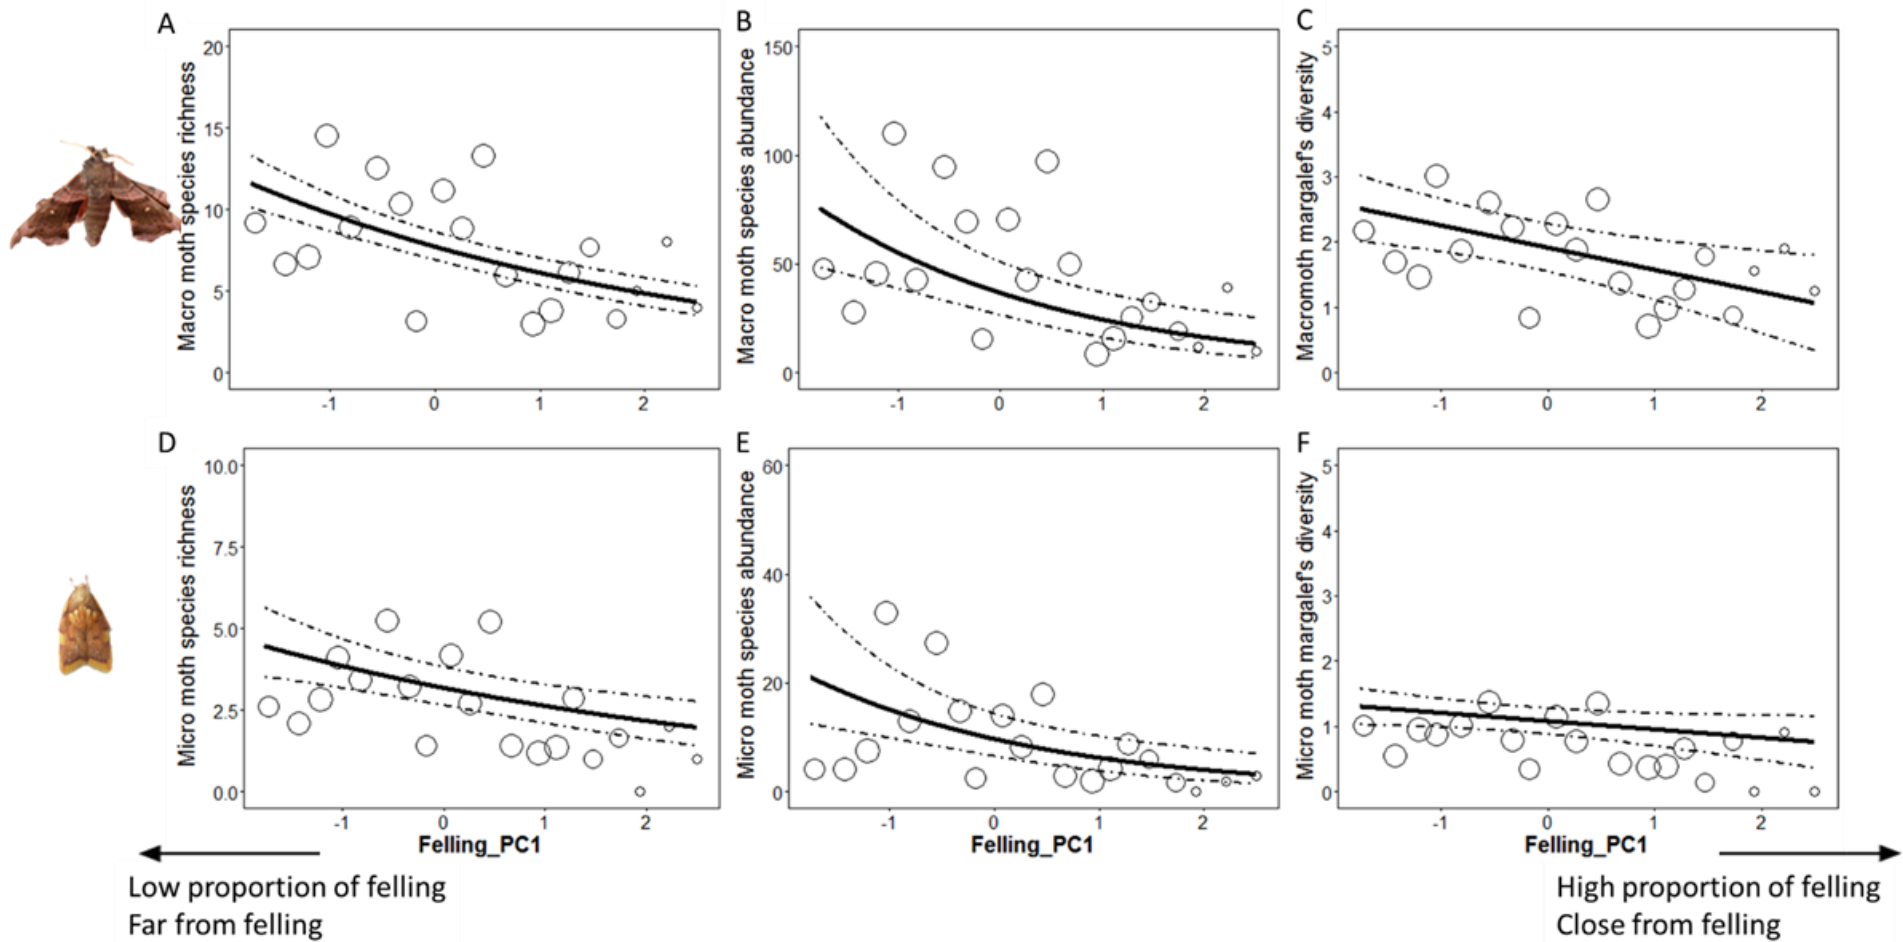 A
Macro moth species richness
20
15
10
5
0
-1 0 1 2
B
Macro moth species abundance
150
100
50
0
-1 0 1 2
C
Macromoth margalef's diversity
5
4
3
2
1
0
-1 0 1 2
D
Micro moth species richness
10.0
7.5
5.0
2.5
0.0
-1 0 1 2
Felling_PC1
E
Micro moth species abundance
60
40
20
0
-1 0 1 2
Felling_PC1
F
Micro moth margalef's diversity
5
4
3
2
1
0
-1 0 1 2
Felling_PC1
Low proportion of felling
Far from felling
High proportion of felling
Close from felling